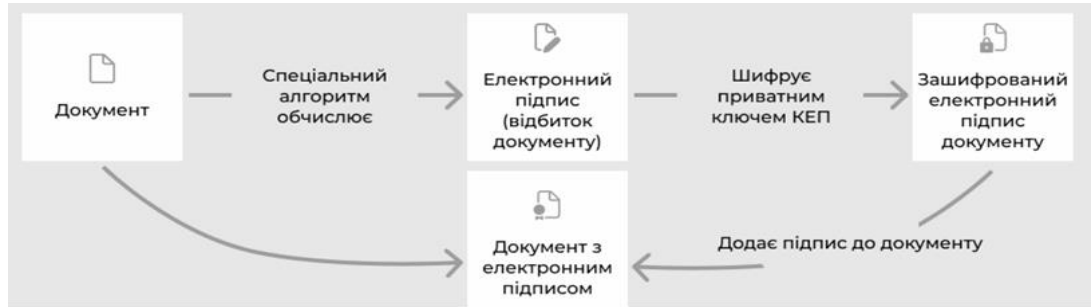 Документ
Спеціальний
алгоритм
обчислює
Електронний
підпис
(відбиток
документу)
Шифрує
приватним
ключем КЕП
Зашифрований
електронний
підпис
документу
Додає підпис до документу
Документ з
електронним
підписом